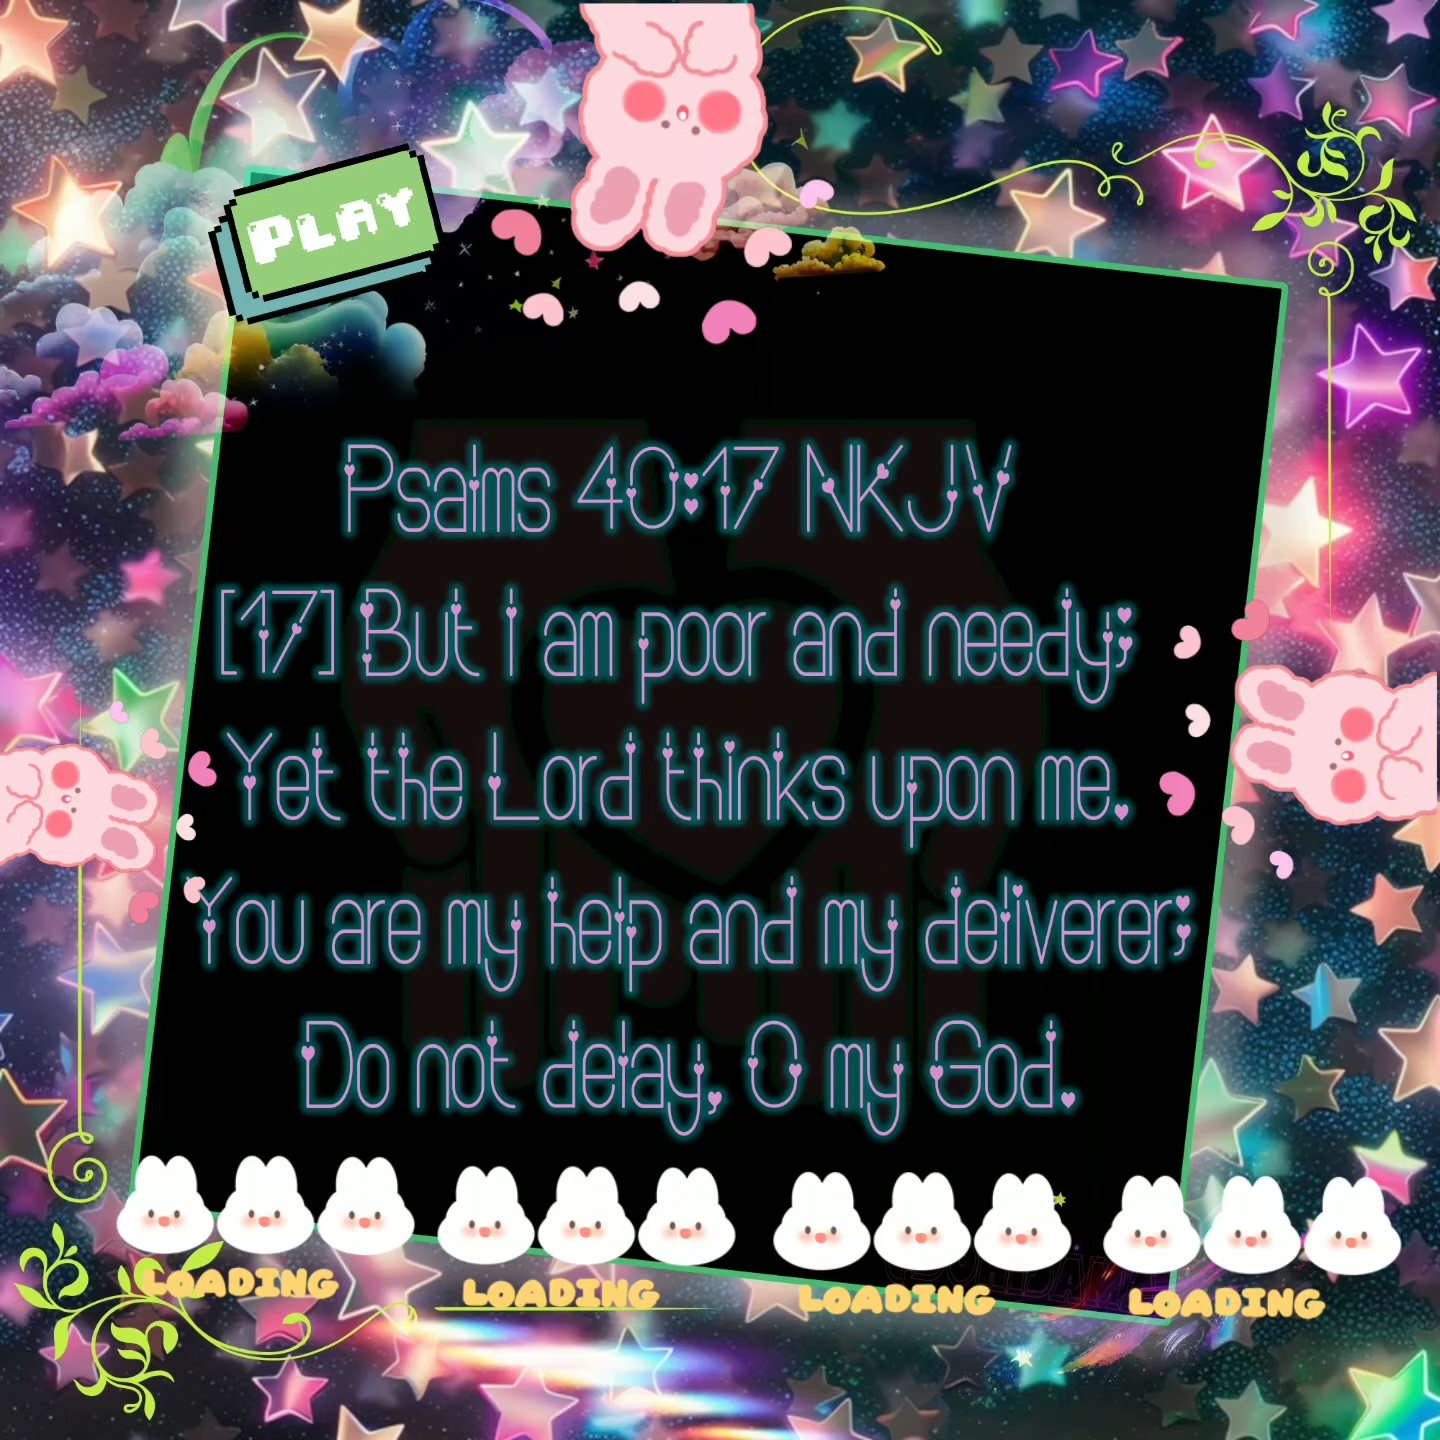 PLAY
Psalms 40:17 NKJV
[17] But I am poor and needy;
Yet the Lord thinks upon me.
You are my help and my deliverer;
Do not delay, O my God.
LOADING LOADING LOADING LOADING